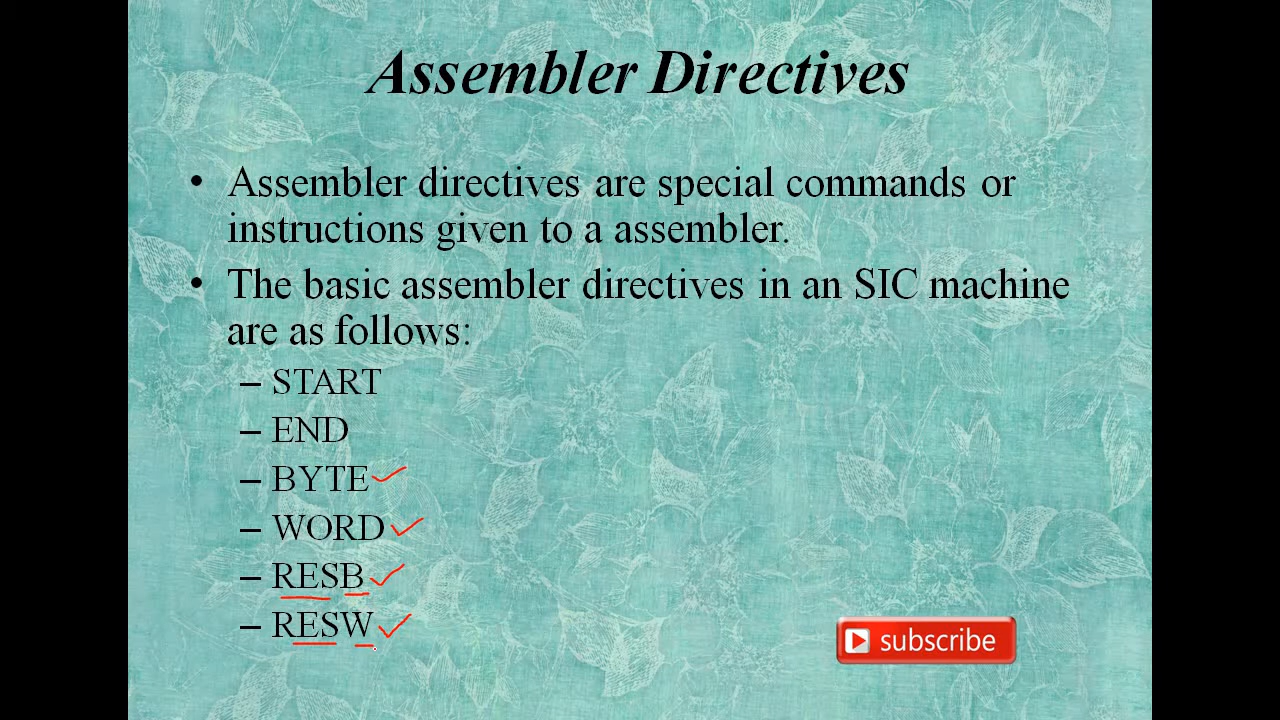 Assembler Directives
• Assembler directives are special commands or
instructions given to a assembler.
• The basic assembler directives in an SIC machine
are as follows:
– START
– END
– BYTE
– WORD
– RESB
– RESW
subscribe